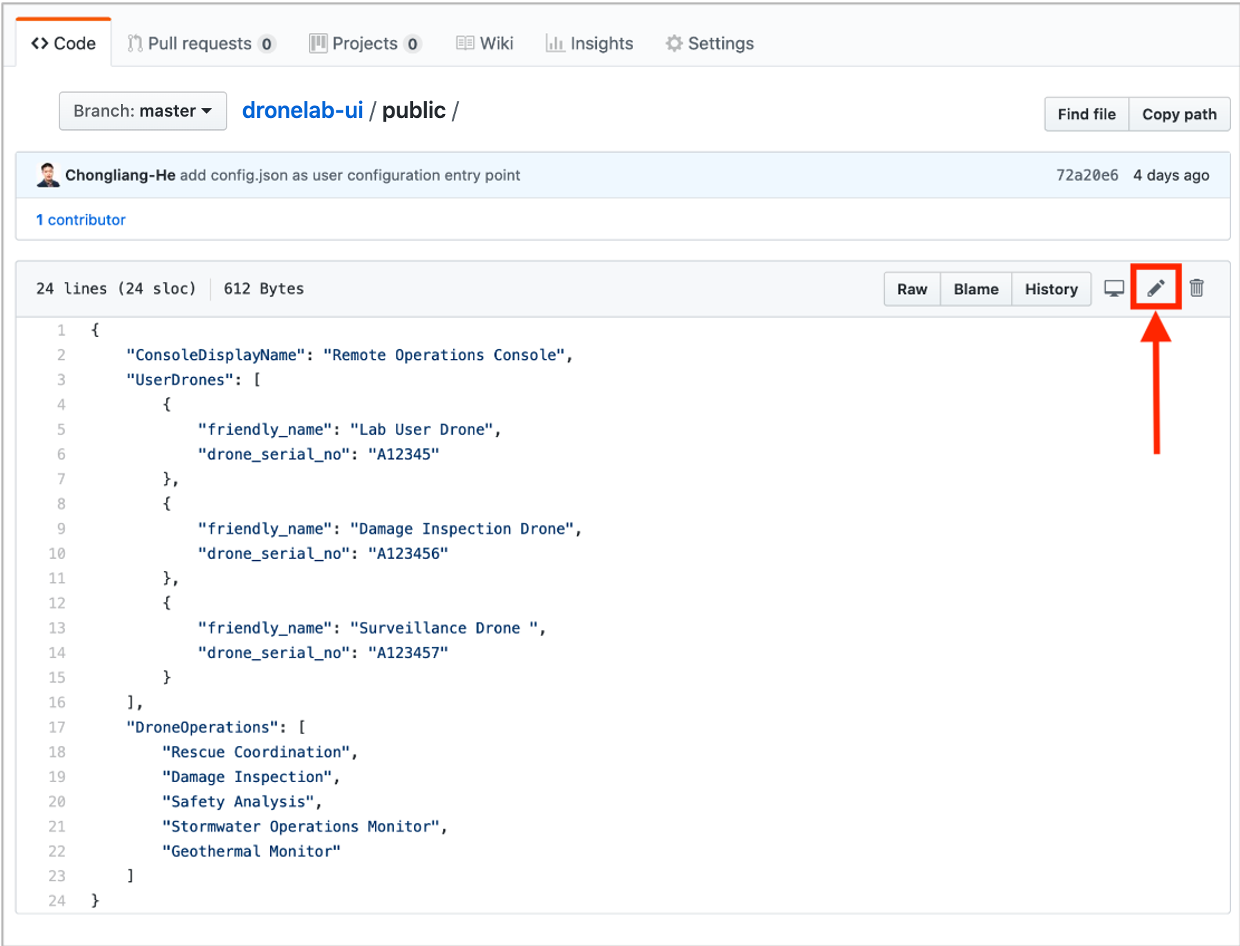 <> Code Pull requests 0 Projects 0 Wiki Insights Settings
Branch: master dronelab-ui / public /
Find file Copy path
Chongliang-He add config.json as user configuration entry point 72a20e6 4 days ago
1 contributor
24 lines (24 sloc) 612 Bytes Raw Blame History
1 {
2     "ConsoleDisplayName": "Remote Operations Console",
3     "UserDrones": [
4         {
5             "friendly_name": "Lab User Drone",
6             "drone_serial_no": "A12345"
7         },
8         {
9             "friendly_name": "Damage Inspection Drone",
10             "drone_serial_no": "A123456"
11         },
12         {
13             "friendly_name": "Surveillance Drone ",
14             "drone_serial_no": "A123457"
15         }
16     ],
17     "DroneOperations": [
18         "Rescue Coordination",
19         "Damage Inspection",
20         "Safety Analysis",
21         "Stormwater Operations Monitor",
22         "Geothermal Monitor"
23     ]
24 }